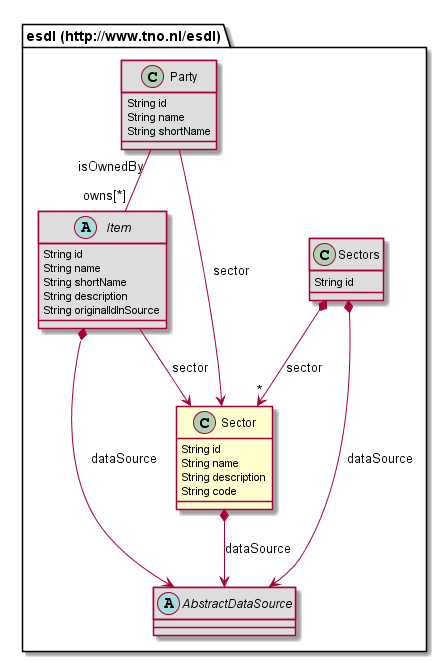 esdl (http://www.tno.nl/esdl)
C Party
String id
String name
String shortName
isOwnedBy
owns[*]
A Item
String id
String name
String shortName
String description
String originalIdInSource
C Sectors
String id
sector
sector
sector
*
C Sector
String id
String name
String description
String code
dataSource
dataSource
dataSource
A AbstractDataSource